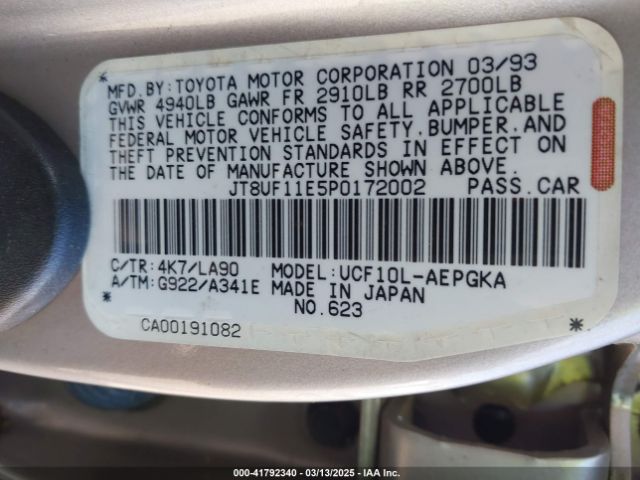 MFD. BY: TOYOTA MOTOR CORPORATION 03/93
GVWR 4940LB GAWR FR 2910LB RR 2700LB
THIS VEHICLE CONFORMS TO ALL APPLICABLE
FEDERAL MOTOR VEHICLE SAFETY, BUMPER, AND
THEFT PREVENTION STANDARDS IN EFFECT ON
THE DATE OF MANUFACTURE SHOWN ABOVE.
JT8UF11E5P0172002 PASS. CAR
C/TR: 4K7/LA90 MODEL: UCF10L-AEPGKA
A/TM: G922/A341E MADE IN JAPAN
NO. 623
CA00191082
000-41792340 - 03/13/2025 - IAAI, Inc.